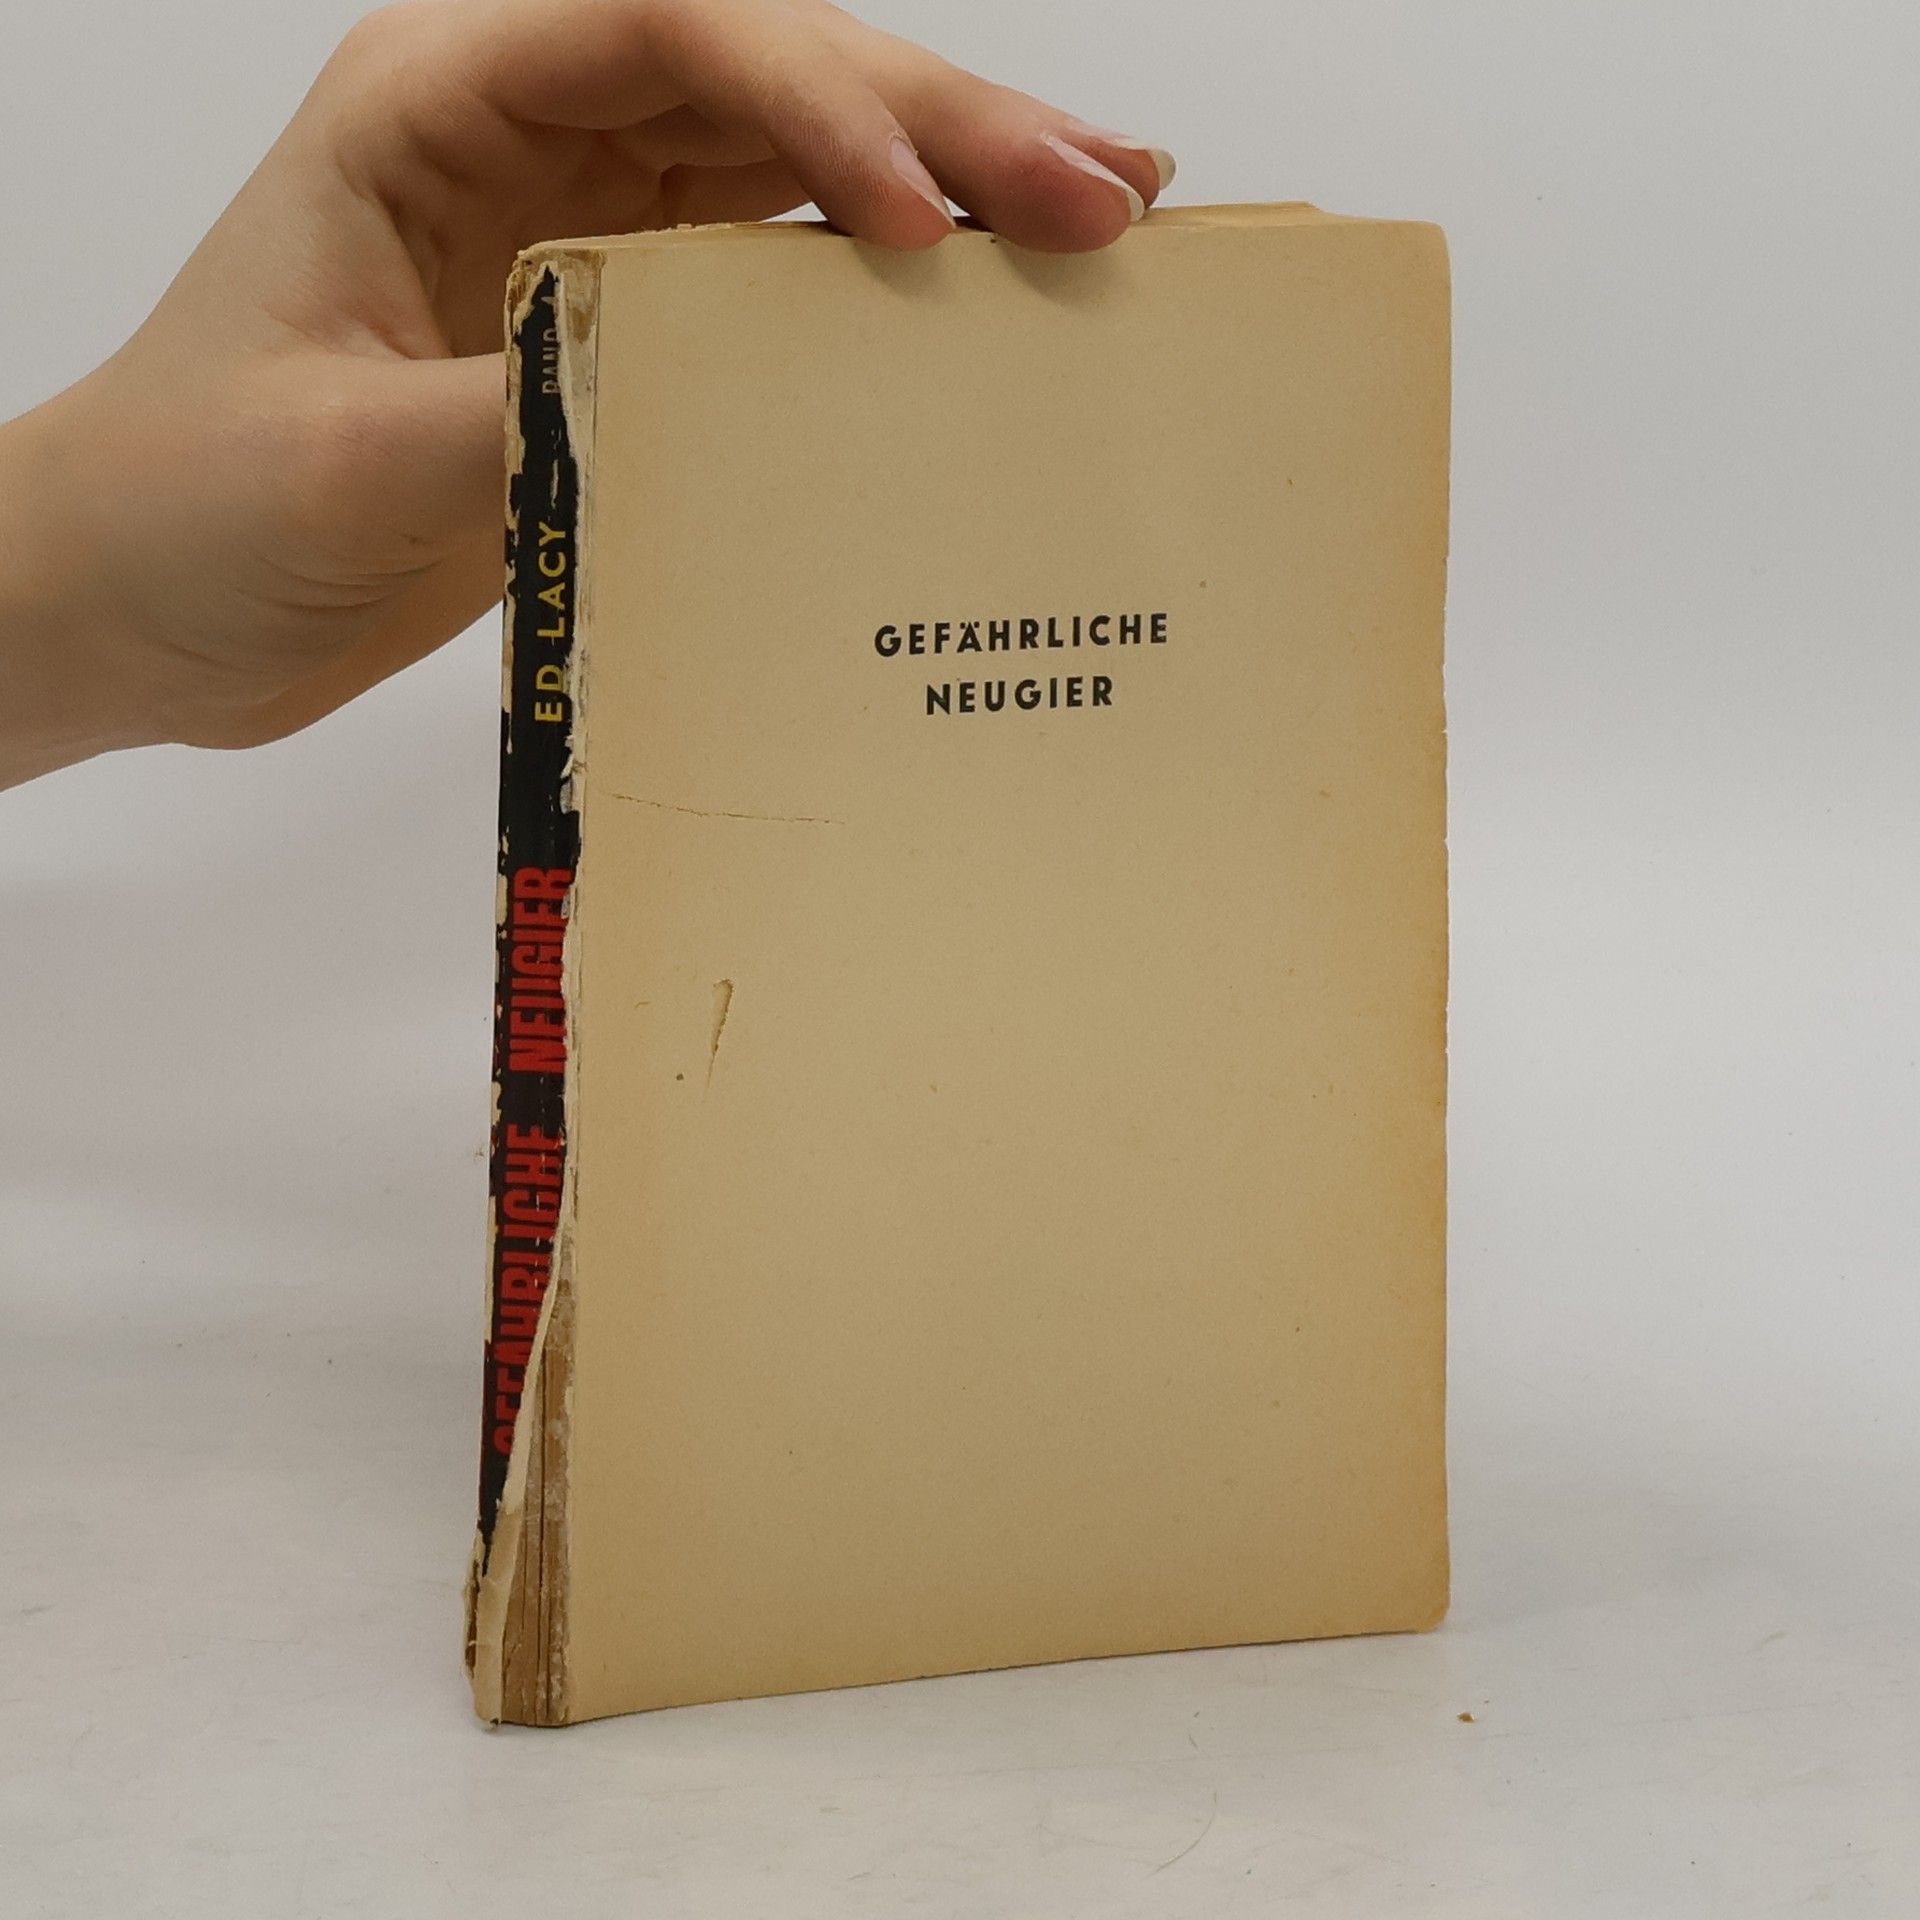 GEFÄHRLICHE
NEUGIER
ED LACY
GEFÄHRLICHE NEUGIER